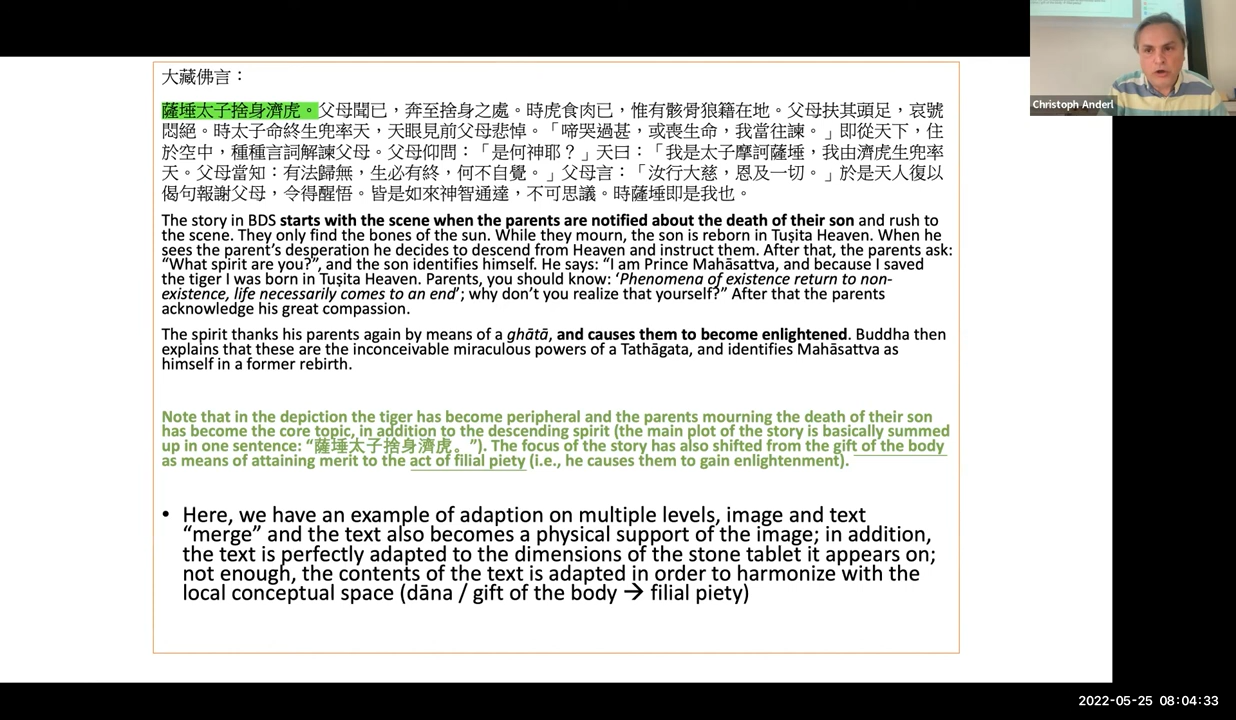 大藏佛言：
薩埵太子捨身濟虎。父母聞已，奔至捨身之處。時虎食肉已，惟有骸骨狼籍在地。父母扶其頭足，哀號
悶絕。時太子命終生兜率天，天眼見前父母悲悼。「啼哭過甚，或喪生命，我當往諫。」即從天下，住
於空中，種種言詞解諫父母。父母仰問：「是何神耶？」天曰：「我是太子摩訶薩埵，我由濟虎生兜率
天。父母當知：有法歸無，生必有終，何不自覺。」父母言：「汝行大慈，恩及一切。」於是天人復以
偈句報謝父母，令得醒悟。皆是如來神智通達，不可思議。時薩埵即是我也。
The story in BDS starts with the scene when the parents are notified about the death of their son and rush to
the scene. They only find the bones of the sun. While they mourn, the son is reborn in Tuṣita Heaven. When he
sees the parent's desperation he decides to descend from Heaven and instruct them. After that, the parents ask:
“What spirit are you?”, and the son identifies himself. He says: “I am Prince Mahāsattva, and because I saved
the tiger I was born in Tuṣita Heaven. Parents, you should know: ‘Phenomena of existence return to non-
existence, life necessarily comes to an end’; why don’t you realize that yourself?” After that the parents
acknowledge his great compassion.
The spirit thanks his parents again by means of a ghātā, and causes them to become enlightened. Buddha then
explains that these are the inconceivable miraculous powers of a Tathāgata, and identifies Mahāsattva as
himself in a former rebirth.
Note that in the depiction the tiger has become peripheral and the parents mourning the death of their son
has become the core topic, in addition to the descending spirit (the main plot of the story is basically summed
up in one sentence: “薩埵太子捨身濟虎。”). The focus of the story has also shifted from the gift of the body
as means of attaining merit to the act of filial piety (i.e., he causes them to gain enlightenment).
• Here, we have an example of adaption on multiple levels, image and text
“merge” and the text also becomes a physical support of the image; in addition,
the text is perfectly adapted to the dimensions of the stone tablet it appears on;
not enough, the contents of the text is adapted in order to harmonize with the
local conceptual space (dāna / gift of the body → filial piety)
Christoph Anderl
2022-05-25 08:04:33